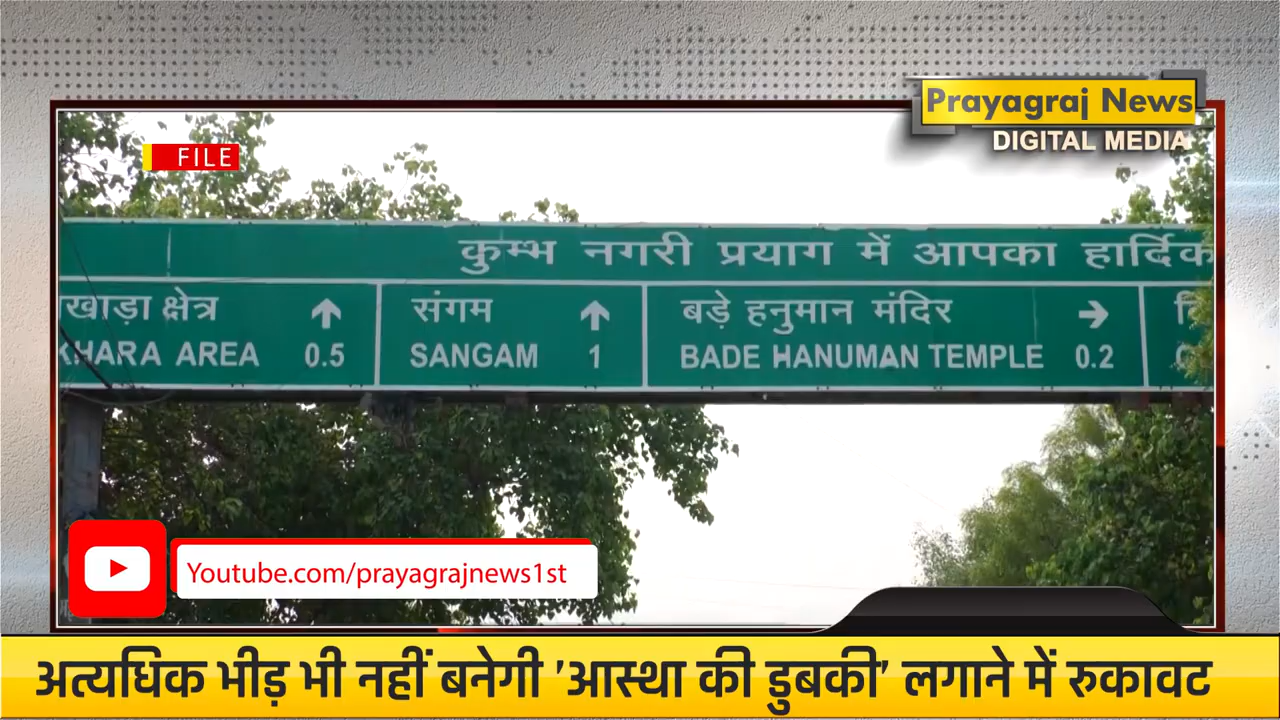 Prayagraj News
DIGITAL MEDIA
FILE
कुम्भ नगरी प्रयाग में आपका
खाड़ा क्षेत्र
KHARA AREA 0.5
संगम
SANGAM 1
बड़े हनुमान मंदिर
BADE HANUMAN TEMPLE 0.2
Youtube.com/prayagrajnews1st
अत्यधिक भीड़ भी नहीं बनेगी 'आस्था की डुबकी' लगाने में रुकावट